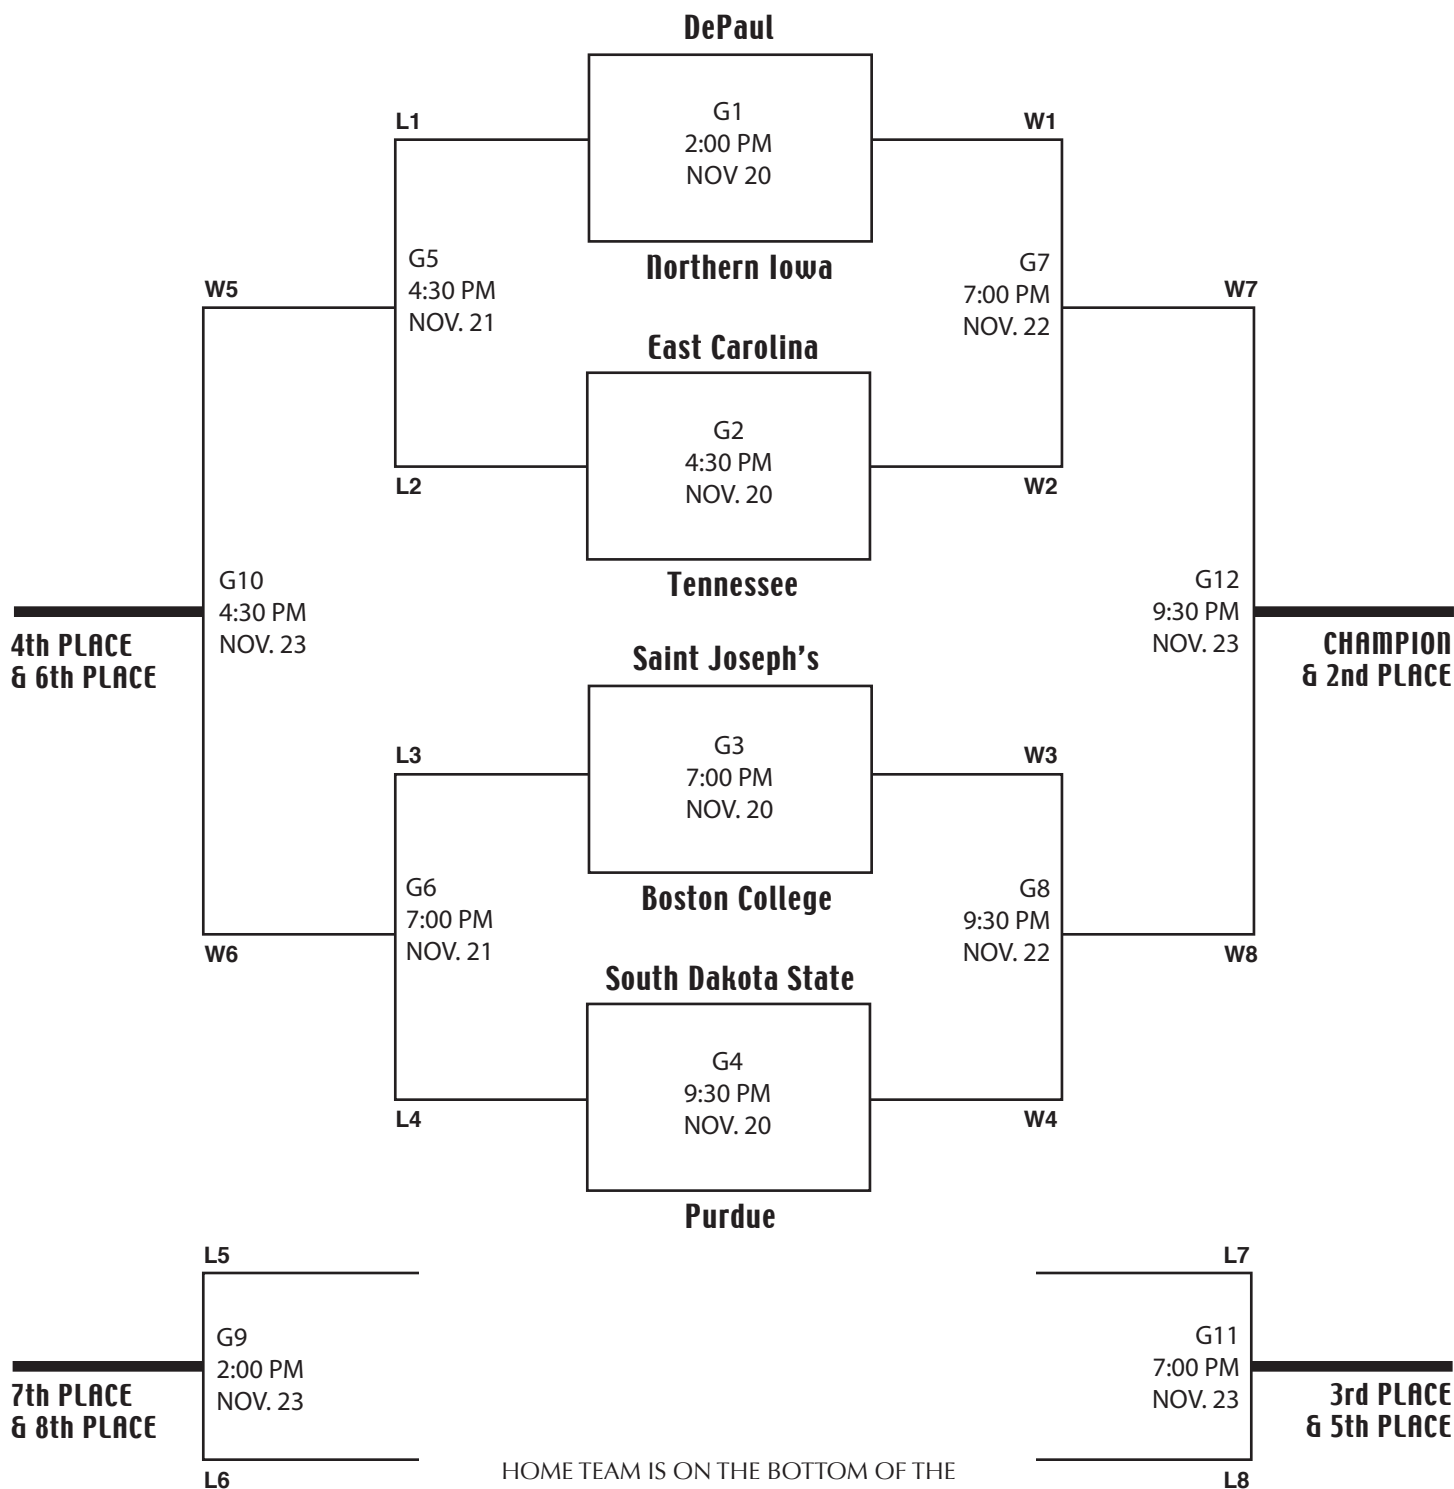 DePaul
G1
2:00 PM
NOV 20
Northern Iowa
L1
W1
G5
4:30 PM
NOV. 21
G7
7:00 PM
NOV. 22
W5
W7
East Carolina
G2
4:30 PM
NOV. 20
Tennessee
L2
W2
G10
4:30 PM
NOV. 23
4th PLACE
& 6th PLACE
G12
9:30 PM
NOV. 23
CHAMPION
& 2nd PLACE
Saint Joseph's
G3
7:00 PM
NOV. 20
Boston College
L3
W3
G6
7:00 PM
NOV. 21
G8
9:30 PM
NOV. 22
W6
W8
South Dakota State
G4
9:30 PM
NOV. 20
Purdue
L4
W4
L5
G9
2:00 PM
NOV. 23
7th PLACE
& 8th PLACE
L6
L7
G11
7:00 PM
NOV. 23
3rd PLACE
& 5th PLACE
L8
HOME TEAM IS ON THE BOTTOM OF THE